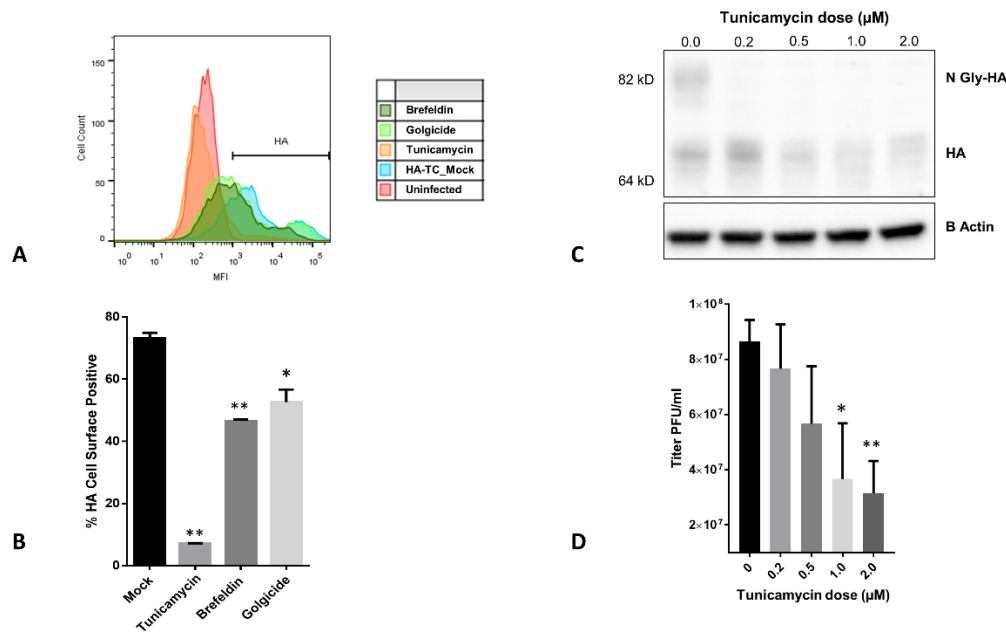 150
100
50
0
Cell Count
HA
10^0 10^1 10^2 10^3 10^4 10^5
MFI
Brefeldin
Golgicide
Tunicamycin
HA-TC_Mock
Uninfected
A
80
60
40
20
0
% HA Cell Surface Positive
**
**
*
Mock
Tunicamycin
Brefeldin
Golgicide
B
Tunicamycin dose (µM)
0.0 0.2 0.5 1.0 2.0
82 kD
N Gly-HA
HA
64 kD
B Actin
C
1×10^8
8×10^7
6×10^7
4×10^7
2×10^7
Titer PFU/ml
*
**
0 0.2 0.5 1.0 2.0
Tunicamycin dose (µM)
D